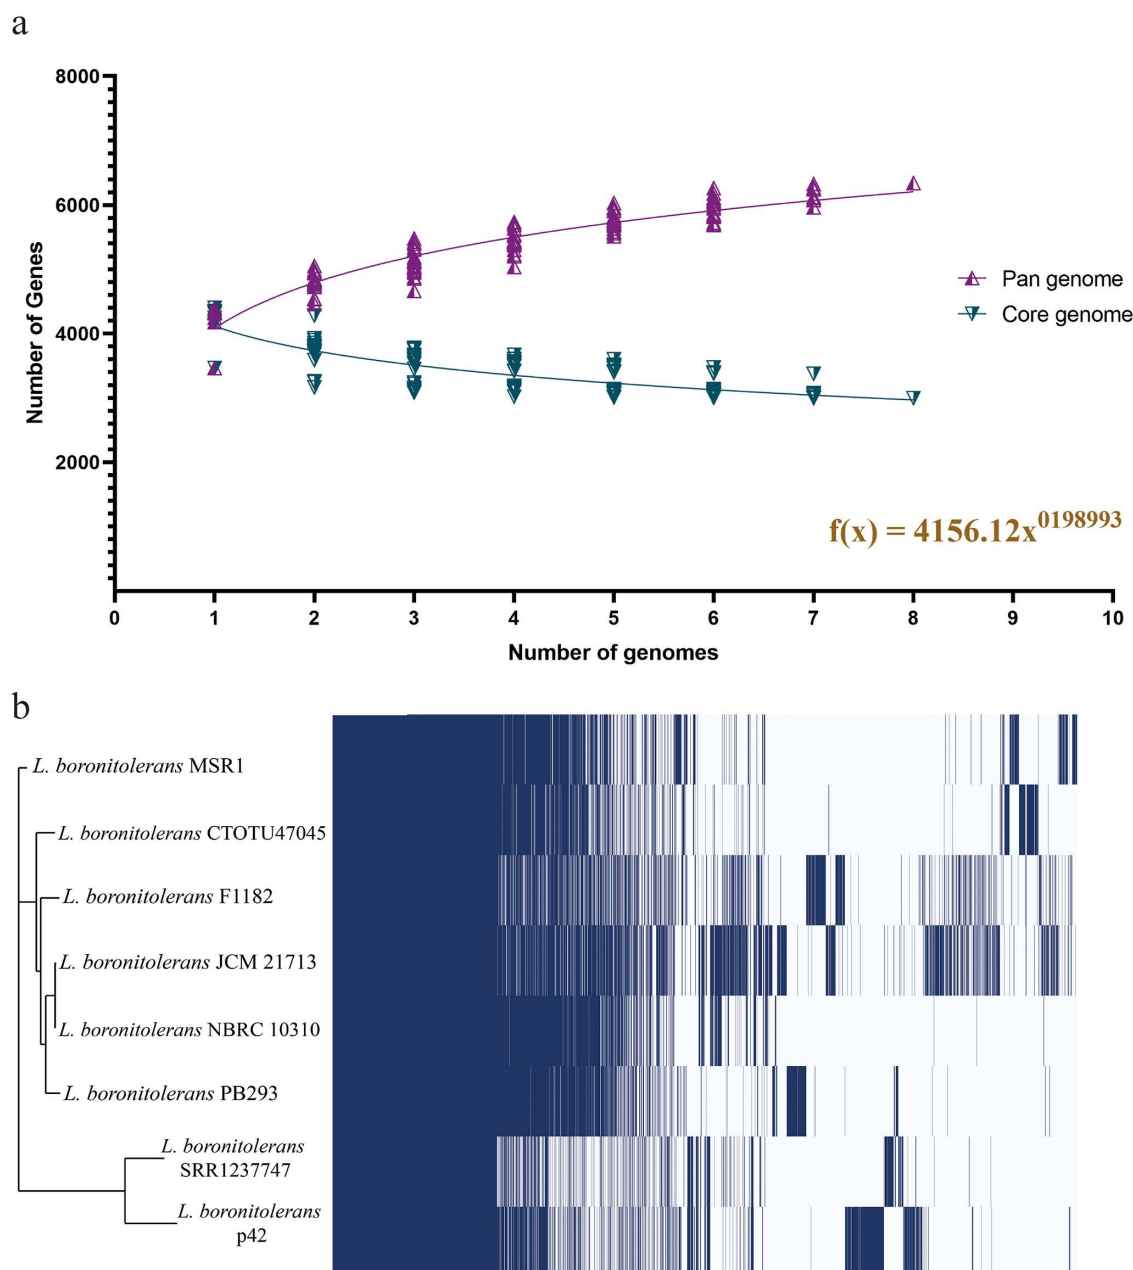 a
8000
6000
4000
2000
Number of Genes
Pan genome
Core genome
f(x) = 4156.12x^0198993
0 1 2 3 4 5 6 7 8 9 10
Number of genomes
b
L. boronitolerans MSR1
L. boronitolerans CTOTU47045
L. boronitolerans F1182
L. boronitolerans JCM 21713
L. boronitolerans NBRC 10310
L. boronitolerans PB293
L. boronitolerans
SRR1237747
L. boronitolerans
p42